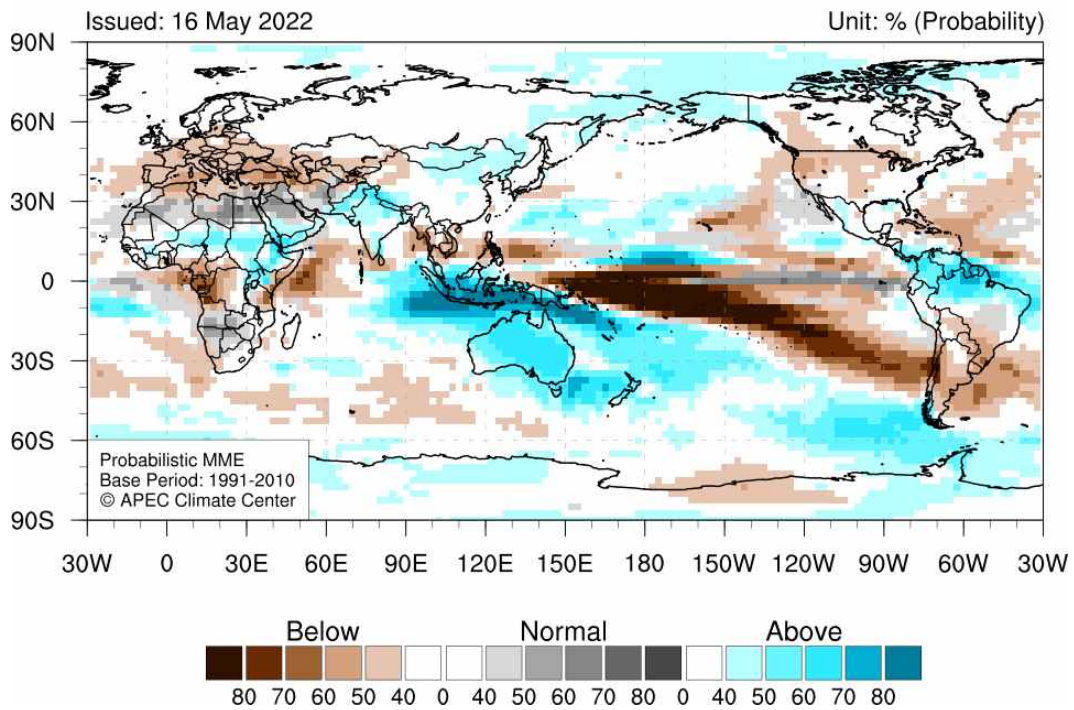 Issued: 16 May 2022 Unit: % (Probability)
90N
60N
30N
0
30S
60S
90S
Probabilistic MME
Base Period: 1991-2010
© APEC Climate Center
30W 0 30E 60E 90E 120E 150E 180 150W 120W 90W 60W 30W
Below Normal Above
80 70 60 50 40 0 40 50 60 70 80 0 40 50 60 70 80